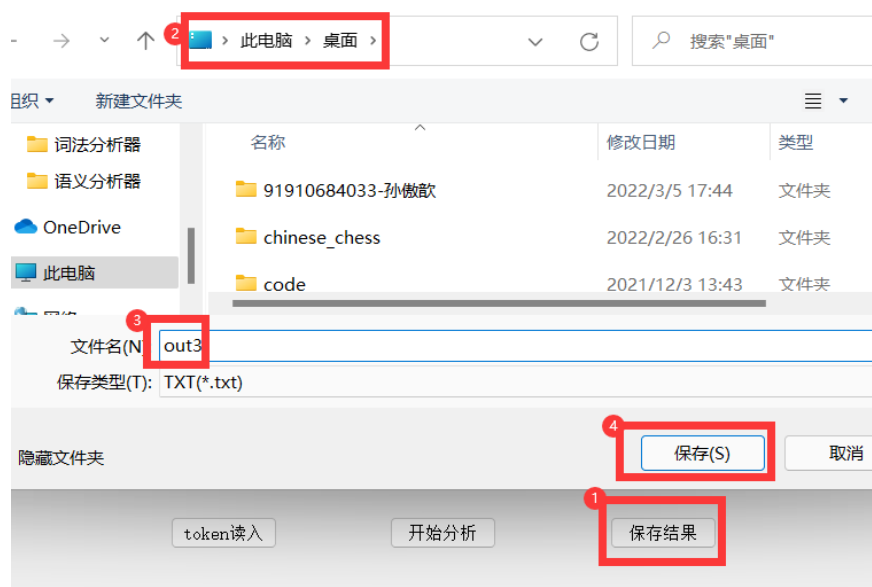 2 此电脑 > 桌面 > 搜索"桌面"
组织 新建文件夹
名称 修改日期 类型
词法分析器
语义分析器
OneDrive
此电脑
91910684033-孙傲歆 2022/3/5 17:44 文件夹
chinese_chess 2022/2/26 16:31 文件夹
code 2021/12/3 13:43 文件夹
3
文件名(N out3
保存类型(T): TXT(*.txt)
4
隐藏文件夹 保存(S) 取消
1
token读入 开始分析 保存结果